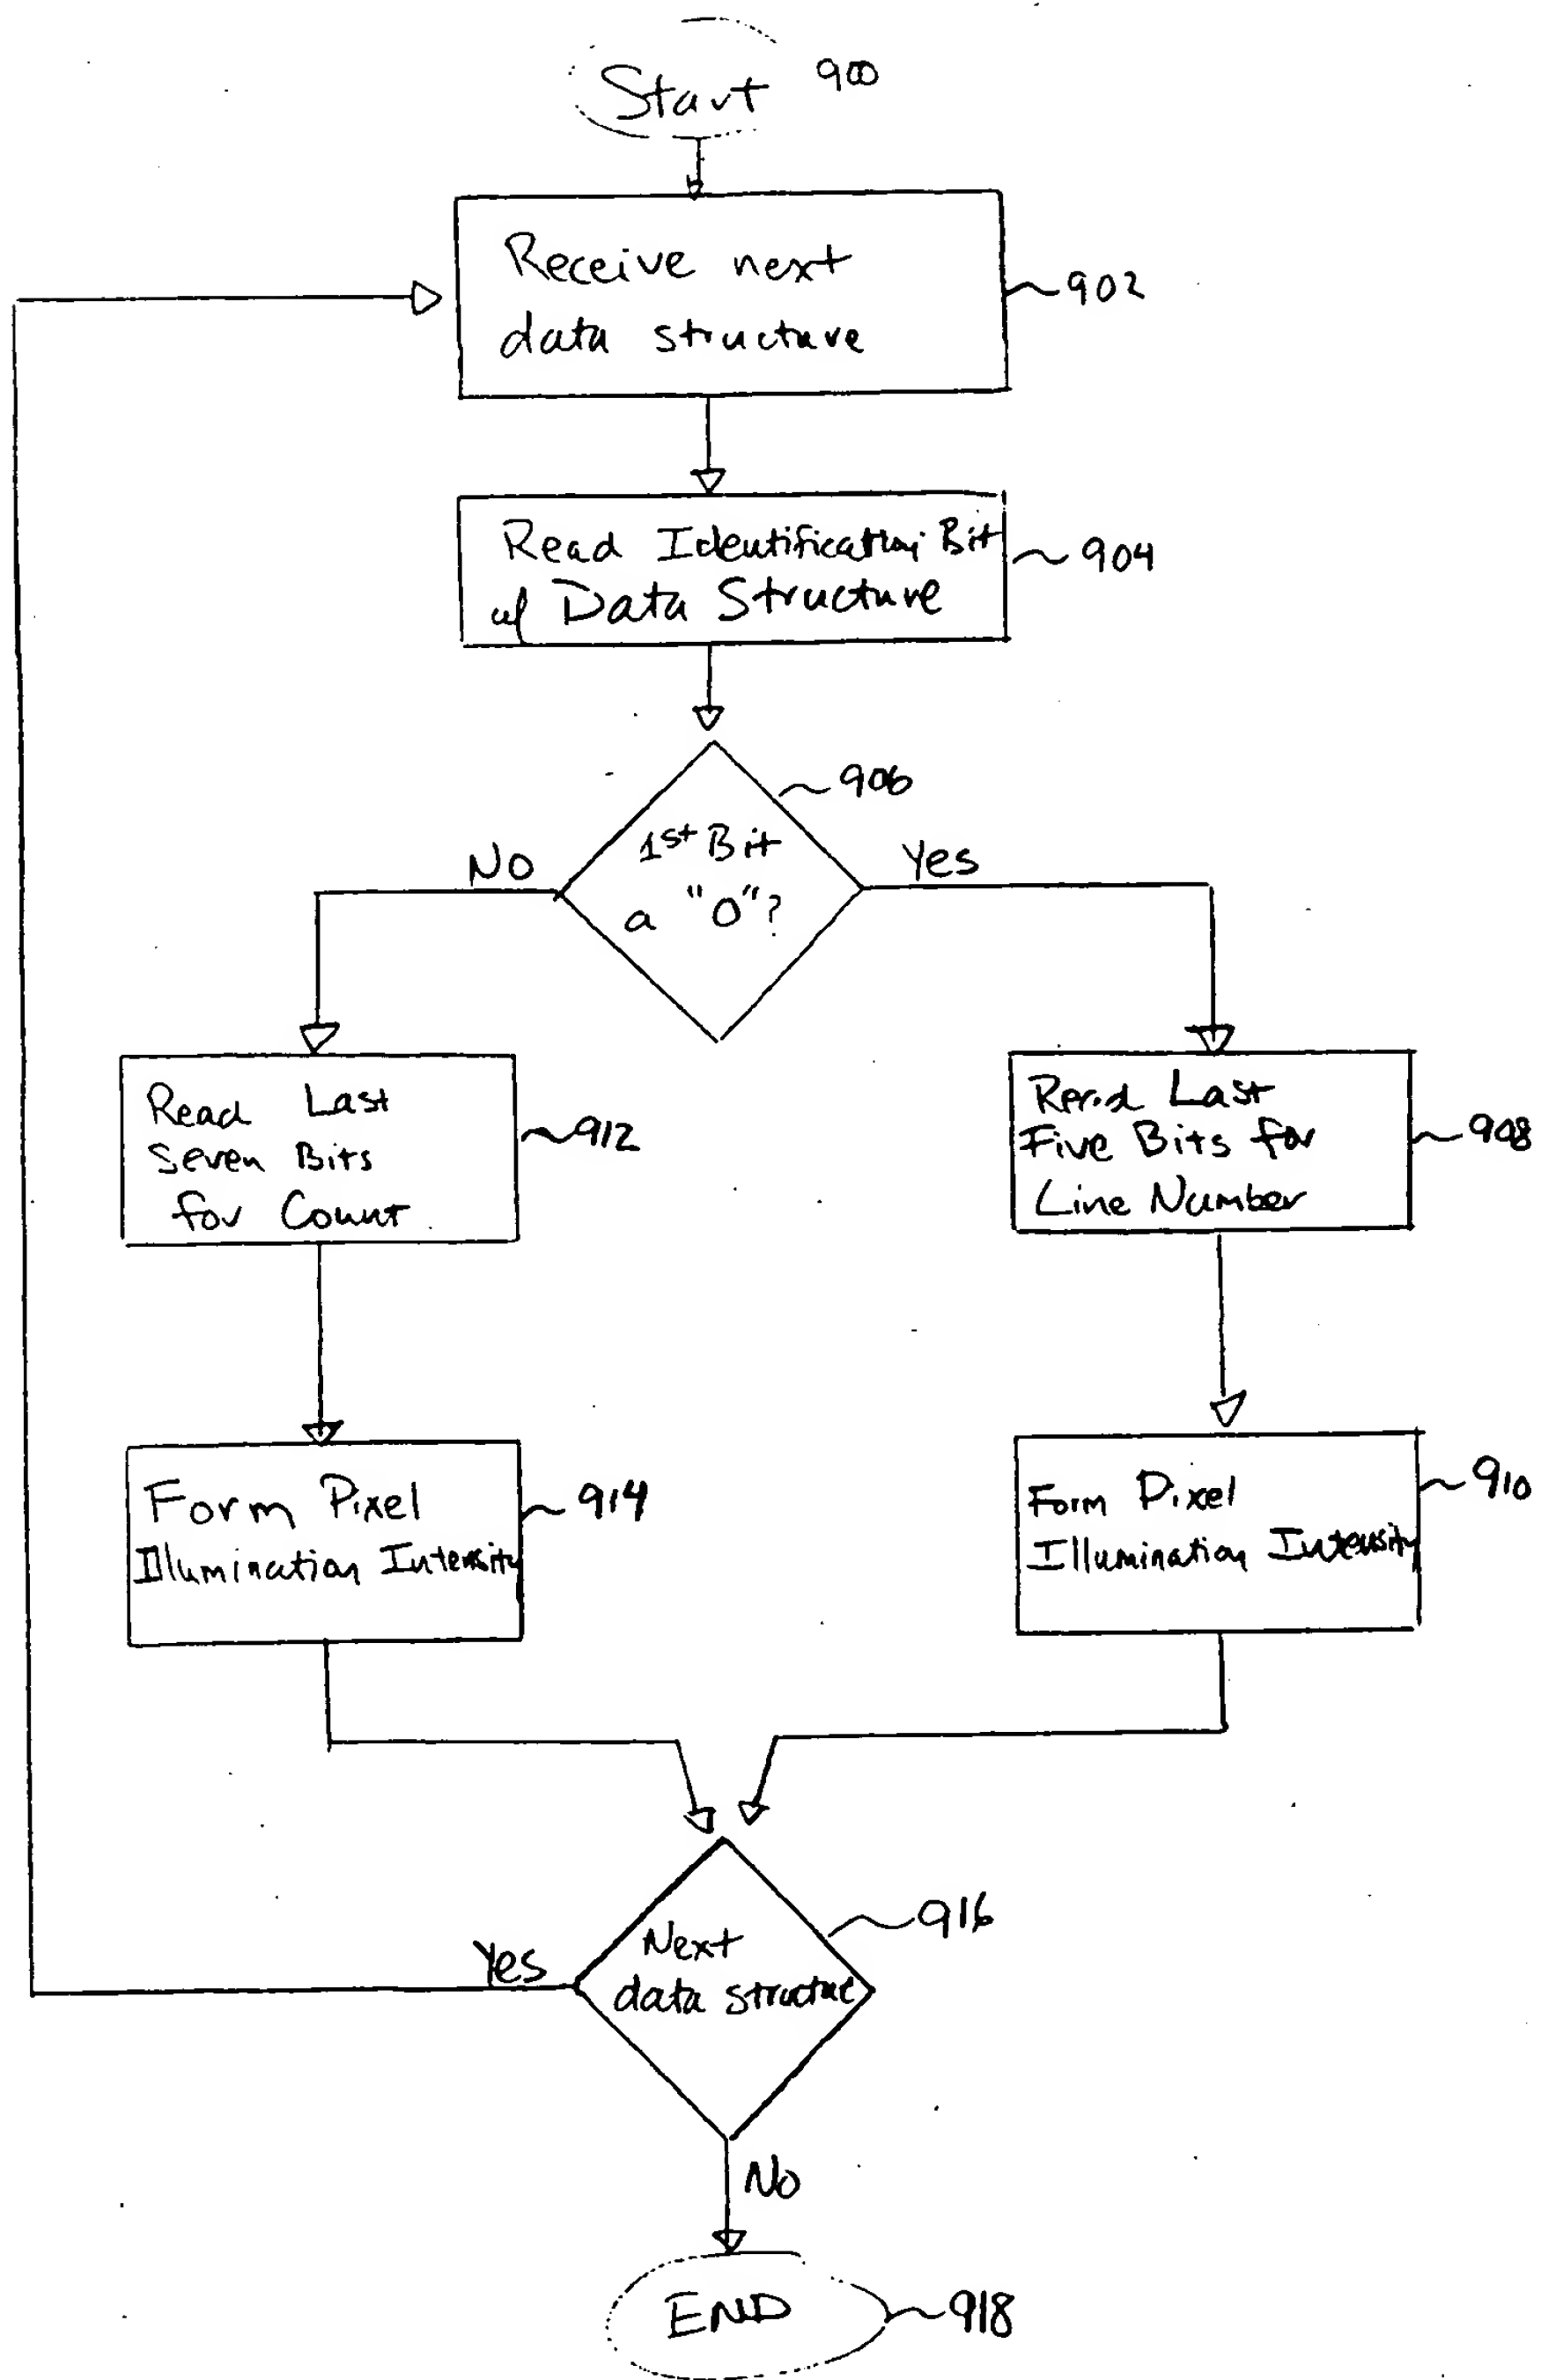 Start 900
Receive next
data structure
902
Read Identification Bit
of Data Structure
904
906
1st Bit
a "0"?
No
Yes
Read Last
Seven Bits
for Count
912
Read Last
Five Bits for
Line Number
908
Form Pixel
Illumination Intensity
914
Form Pixel
Illumination Intensity
910
916
Next
data structure
Yes
No
END
918